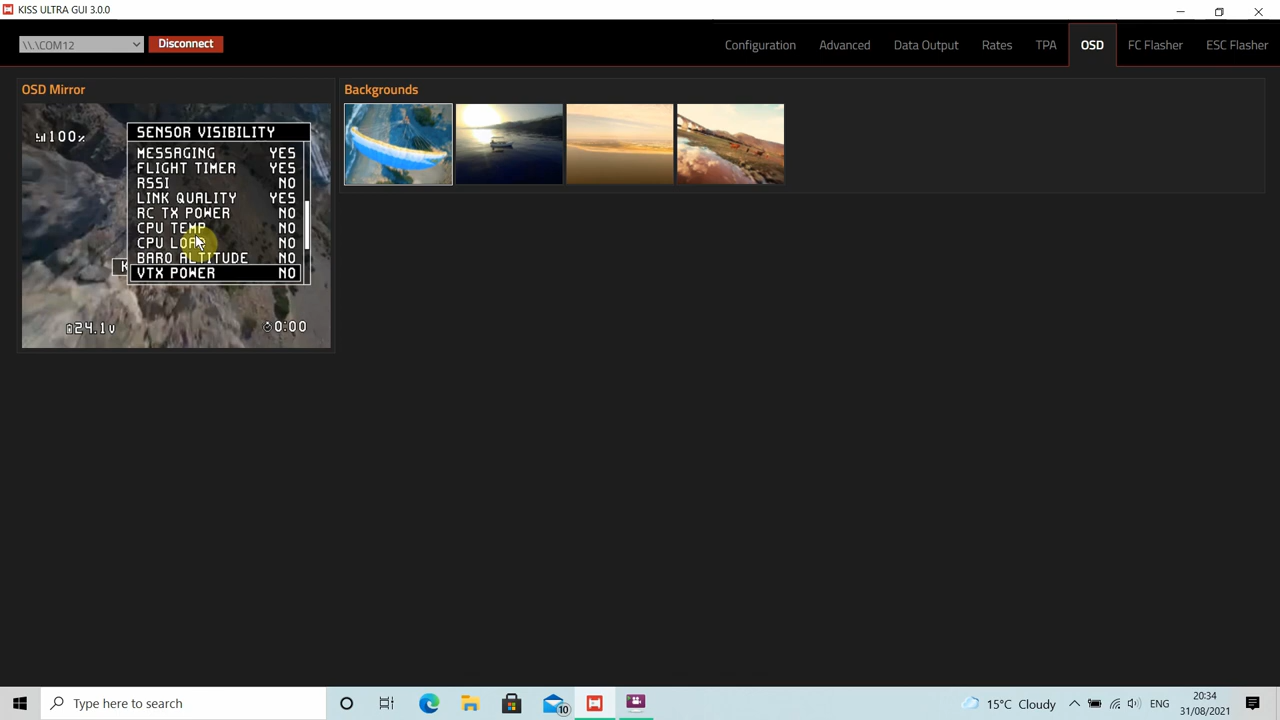 KISS ULTRA GUI 3.0.0
\\.\COM12
Disconnect
Configuration
Advanced
Data Output
Rates
TPA
OSD
FC Flasher
ESC Flasher
OSD Mirror
Backgrounds
100%
SENSOR VISIBILITY
MESSAGING YES
FLIGHT TIMER YES
RSSI NO
LINK QUALITY YES
RC TX POWER NO
CPU TEMP NO
CPU LOAD NO
BARO ALTITUDE NO
VTX POWER NO
K
24.1v
0:00
Type here to search
10
15°C Cloudy
ENG
20:34
31/08/2021